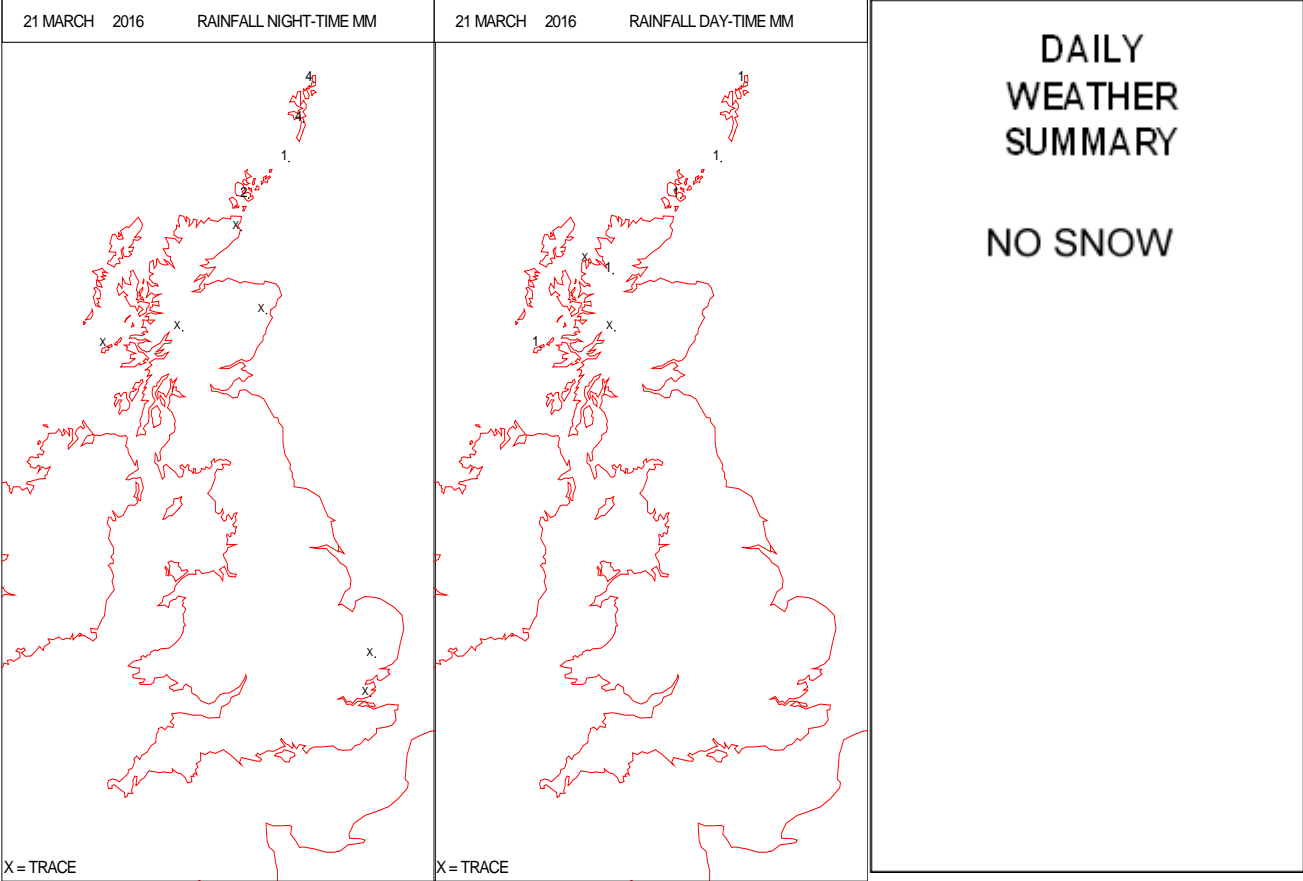 21 MARCH 2016 RAINFALL NIGHT-TIME MM
4
4
1
2
X
X
X
X
X
X
X = TRACE
21 MARCH 2016 RAINFALL DAY-TIME MM
1
1
1
X
1
X
1
X = TRACE
DAILY
WEATHER
SUMMARY
NO SNOW